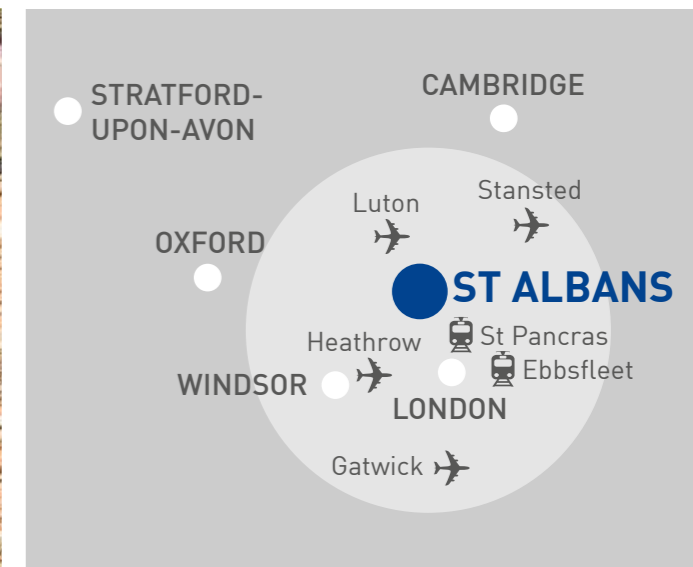 STRATFORD-
UPON-AVON
CAMBRIDGE
Stansted
Luton
OXFORD
ST ALBANS
St Pancras
Heathrow
Ebbsfleet
WINDSOR
LONDON
Gatwick